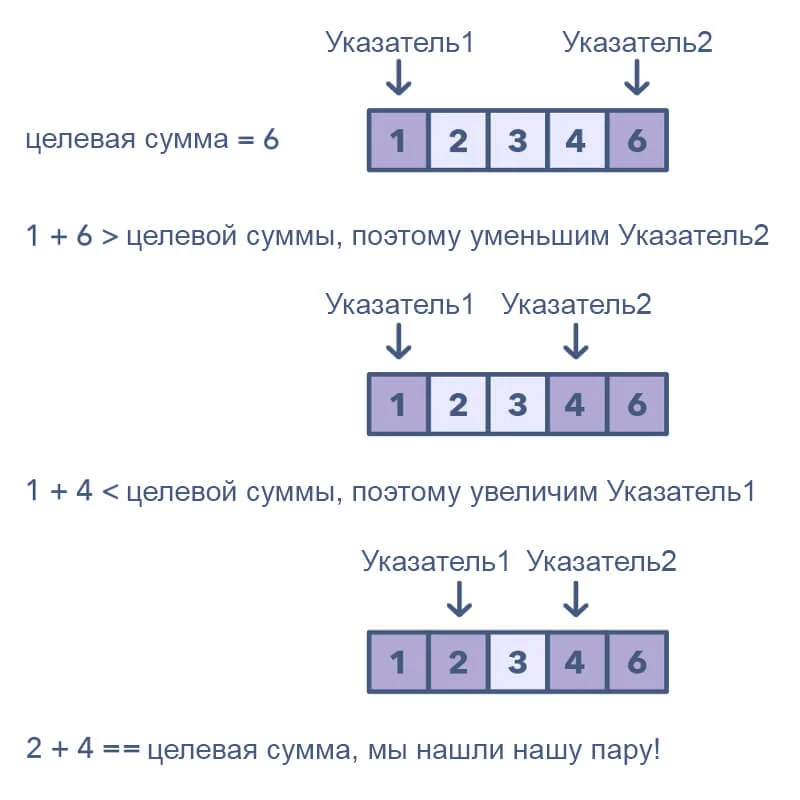 Указатель1 Указатель2
целевая сумма = 6
1 2 3 4 6
1 + 6 > целевой суммы, поэтому уменьшим Указатель2
Указатель1 Указатель2
1 2 3 4 6
1 + 4 < целевой суммы, поэтому увеличим Указатель1
Указатель1 Указатель2
1 2 3 4 6
2 + 4 == целевая сумма, мы нашли нашу пару!